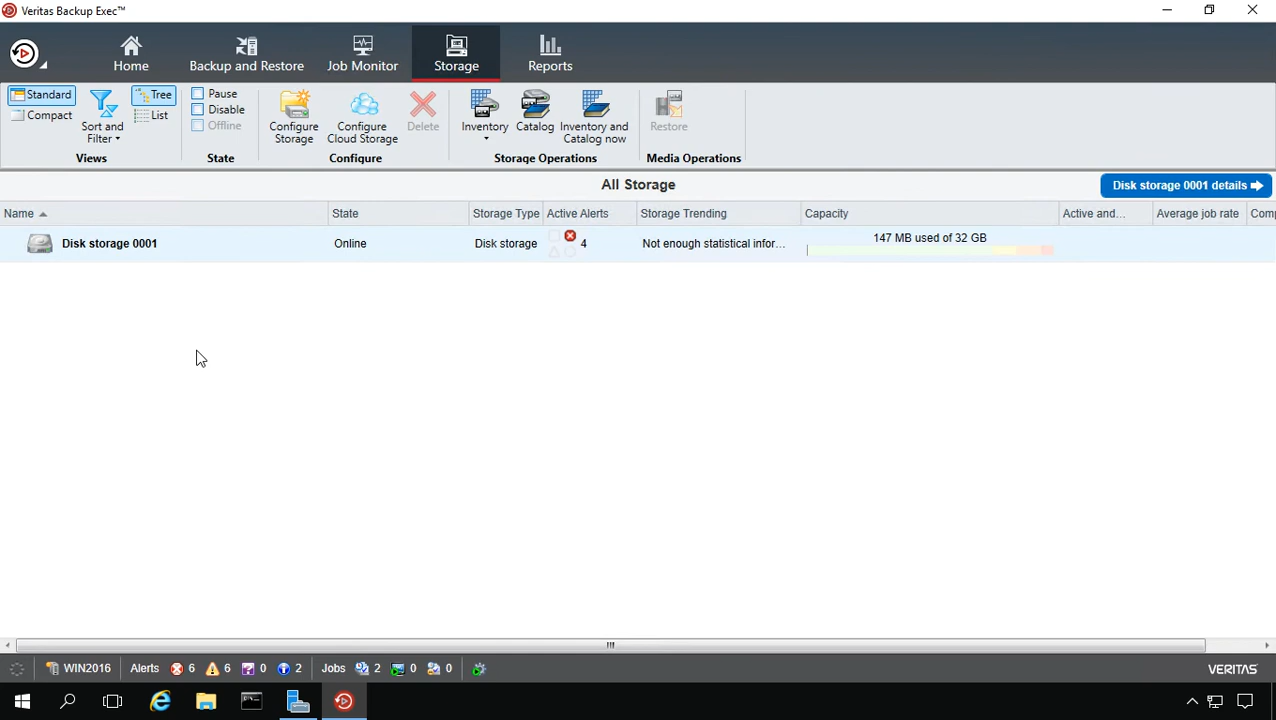 Veritas Backup Exec™
Home
Backup and Restore
Job Monitor
Storage
Reports
Standard
Compact
Sort and
Filter
Tree
List
Views
Pause
Disable
Offline
State
Configure
Storage
Configure
Cloud Storage
Delete
Configure
Inventory
Catalog
Inventory and
Catalog now
Storage Operations
Restore
Media Operations
All Storage
Disk storage 0001 details
Name
State
Storage Type
Active Alerts
Storage Trending
Capacity
Active and...
Average job rate
Comp
Disk storage 0001
Online
Disk storage
4
Not enough statistical infor...
147 MB used of 32 GB
WIN2016
Alerts
6
6
0
2
Jobs
2
0
0
VERITAS